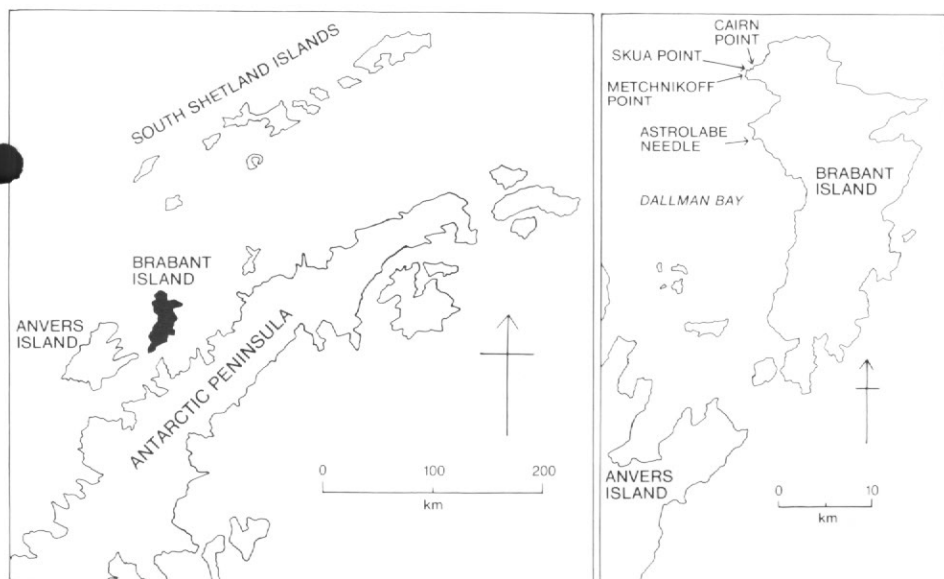 SOUTH SHETLAND ISLANDS
BRABANT
ISLAND
ANVERS
ISLAND
ANTARCTIC PENINSULA
0 100 200
km
CAIRN
POINT
SKUA POINT
METCHNIKOFF
POINT
ASTROLABE
NEEDLE
BRABANT
ISLAND
DALLMAN BAY
ANVERS
ISLAND
0 10
km